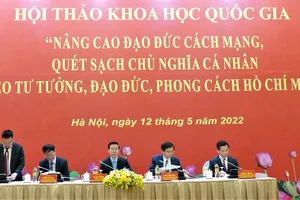 HỘI THẢO KHOA HỌC QUỐC GIA
“NÂNG CAO ĐẠO ĐỨC CÁCH MẠNG,
QUÉT SẠCH CHỦ NGHĨA CÁ NHÂN
EO TƯ TƯỞNG, ĐẠO ĐỨC, PHONG CÁCH HỒ CHÍ M
Hà Nội, ngày 12 tháng 5 năm 2022